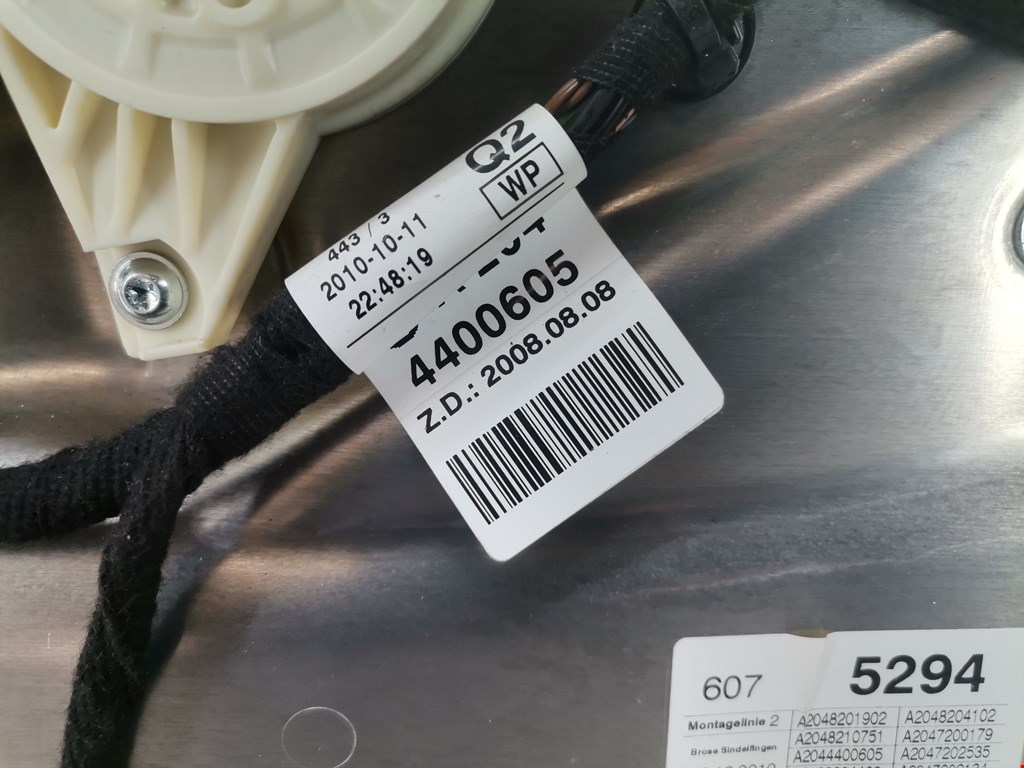 Q2
WP
443 / 3
2010-10-11
22:48:19
4400605
Z.D.: 2008.08.08
607
5294
Montagelinie 2
A2048201902
A2048204102
A2048210751
A2047200179
Brose Sindelfingen
A2044400605
A2047202535